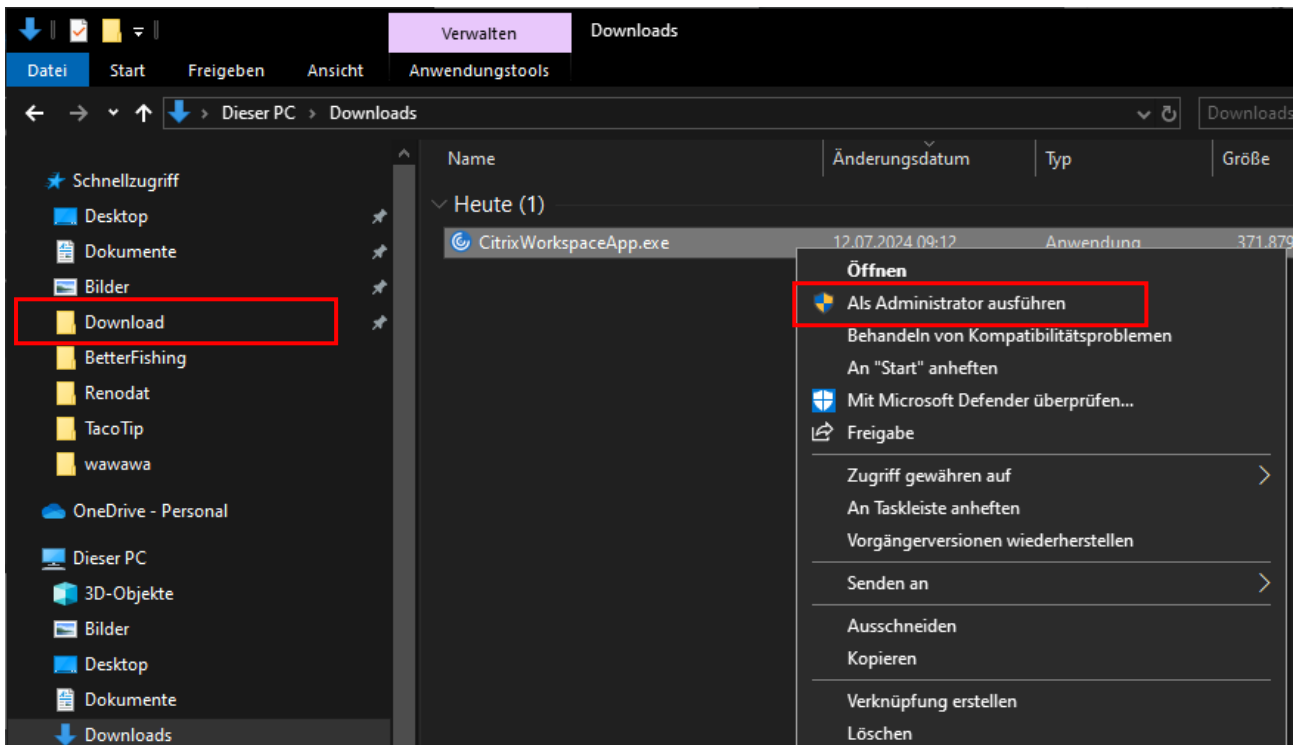 Verwalten
Downloads
Datei Start Freigeben Ansicht Anwendungstools
Dieser PC > Downloads
Downloads
Schnellzugriff
Desktop
Dokumente
Bilder
Download
BetterFishing
Renodat
TacoTip
wawawa
OneDrive - Personal
Dieser PC
3D-Objekte
Bilder
Desktop
Dokumente
Downloads
Name Änderungsdatum Typ Größe
Heute (1)
CitrixWorkspaceApp.exe 12.07.2024 09:12 Anwendung 371.879
Öffnen
Als Administrator ausführen
Behandeln von Kompatibilitätsproblemen
An "Start" anheften
Mit Microsoft Defender überprüfen...
Freigabe
Zugriff gewähren auf
An Taskleiste anheften
Vorgängerversionen wiederherstellen
Senden an
Ausschneiden
Kopieren
Verknüpfung erstellen
Löschen